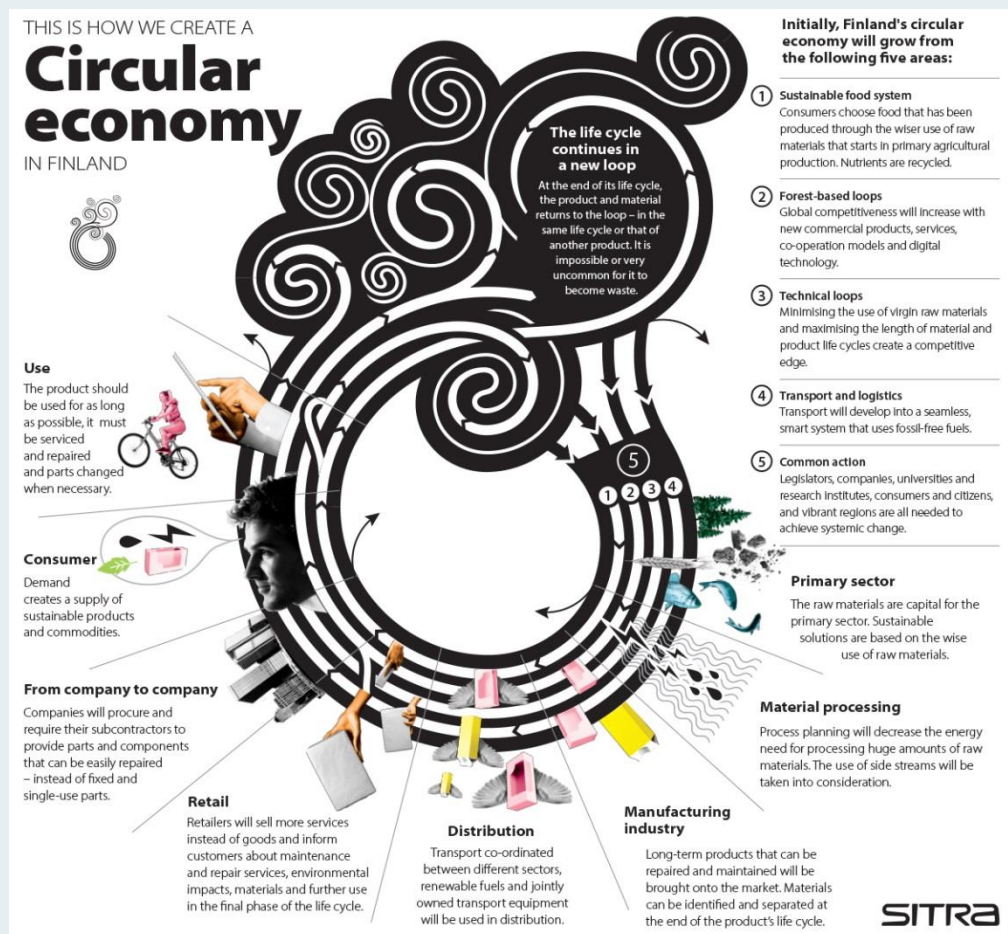 THIS IS HOW WE CREATE A
Circular
economy
IN FINLAND
The life cycle
continues in
a new loop
At the end of its life cycle,
the product and material
returns to the loop – in the
same life cycle or that of
another product. It is
impossible or very
uncommon for it to
become waste.
Initially, Finland's circular
economy will grow from
the following five areas:
1 Sustainable food system
Consumers choose food that has been
produced through the wiser use of raw
materials that starts in primary agricultural
production. Nutrients are recycled.
2 Forest-based loops
Global competitiveness will increase with
new commercial products, services,
co-operation models and digital
technology.
3 Technical loops
Minimising the use of virgin raw materials
and maximising the length of material and
product life cycles create a competitive
edge.
4 Transport and logistics
Transport will develop into a seamless,
smart system that uses fossil-free fuels.
5 Common action
Legislators, companies, universities and
research institutes, consumers and citizens,
and vibrant regions are all needed to
achieve systemic change.
5
1 2 3 4
Primary sector
The raw materials are capital for the
primary sector. Sustainable
solutions are based on the wise
use of raw materials.
Material processing
Process planning will decrease the energy
need for processing huge amounts of raw
materials. The use of side streams will be
taken into consideration.
Manufacturing
industry
Long-term products that can be
repaired and maintained will be
brought onto the market. Materials
can be identified and separated at
the end of the product's life cycle.
Distribution
Transport co-ordinated
between different sectors,
renewable fuels and jointly
owned transport equipment
will be used in distribution.
Retail
Retailers will sell more services
instead of goods and inform
customers about maintenance
and repair services, environmental
impacts, materials and further use
in the final phase of the life cycle.
From company to company
Companies will procure and
require their subcontractors to
provide parts and components
that can be easily repaired
– instead of fixed and
single-use parts.
Consumer
Demand
creates a supply of
sustainable products
and commodities.
Use
The product should
be used for as long
as possible, it must
be serviced
and repaired
and parts changed
when necessary.
SITRA